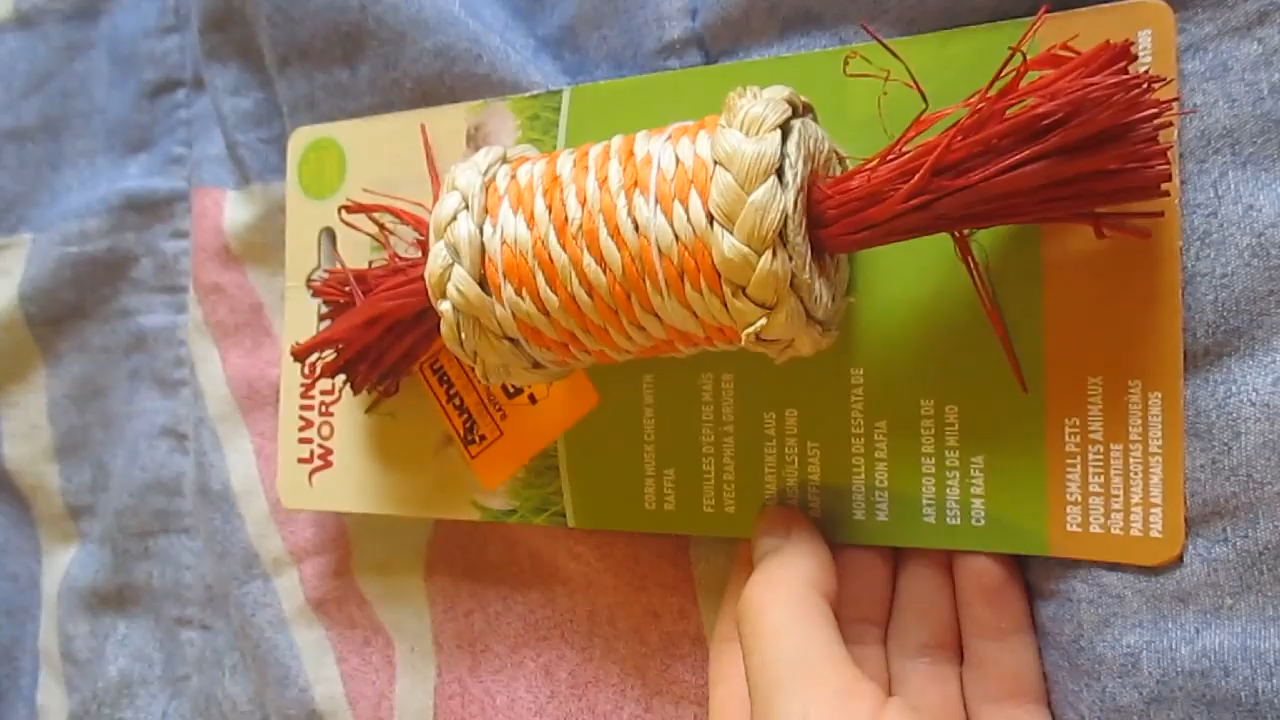 LIVING
WORLD
Auchan
CORN HUSK CHEW WITH
RAFFIA
FEUILLES D'ÉPI DE MAÏS
AVEC RAPHIA À GRUGER
AUS
UND
MORDILLO DE ESPATA DE
MAÍZ CON RAFIA
ARTIGO DE ROER DE
ESPIGAS DE MILHO
COM RÁFIA
FOR SMALL PETS
POUR PETITS ANIMAUX
FÜR KLEINTIERE
PARA MASCOTAS PEQUEÑAS
PARA ANIMAIS PEQUENOS